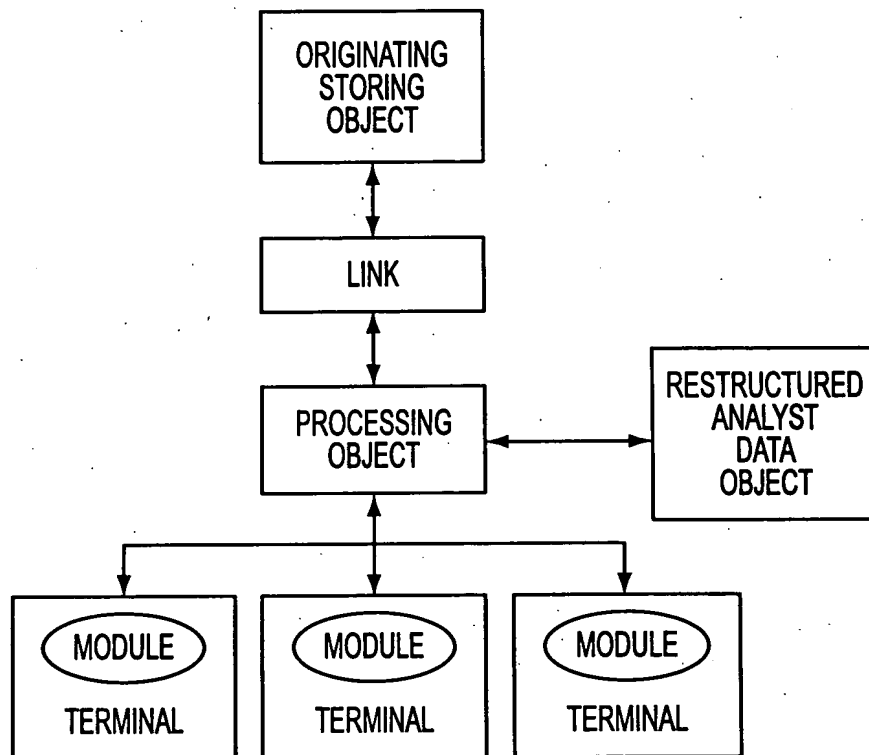 ORIGINATING
STORING
OBJECT
LINK
PROCESSING
OBJECT
RESTRUCTURED
ANALYST
DATA
OBJECT
MODULE
TERMINAL
MODULE
TERMINAL
MODULE
TERMINAL